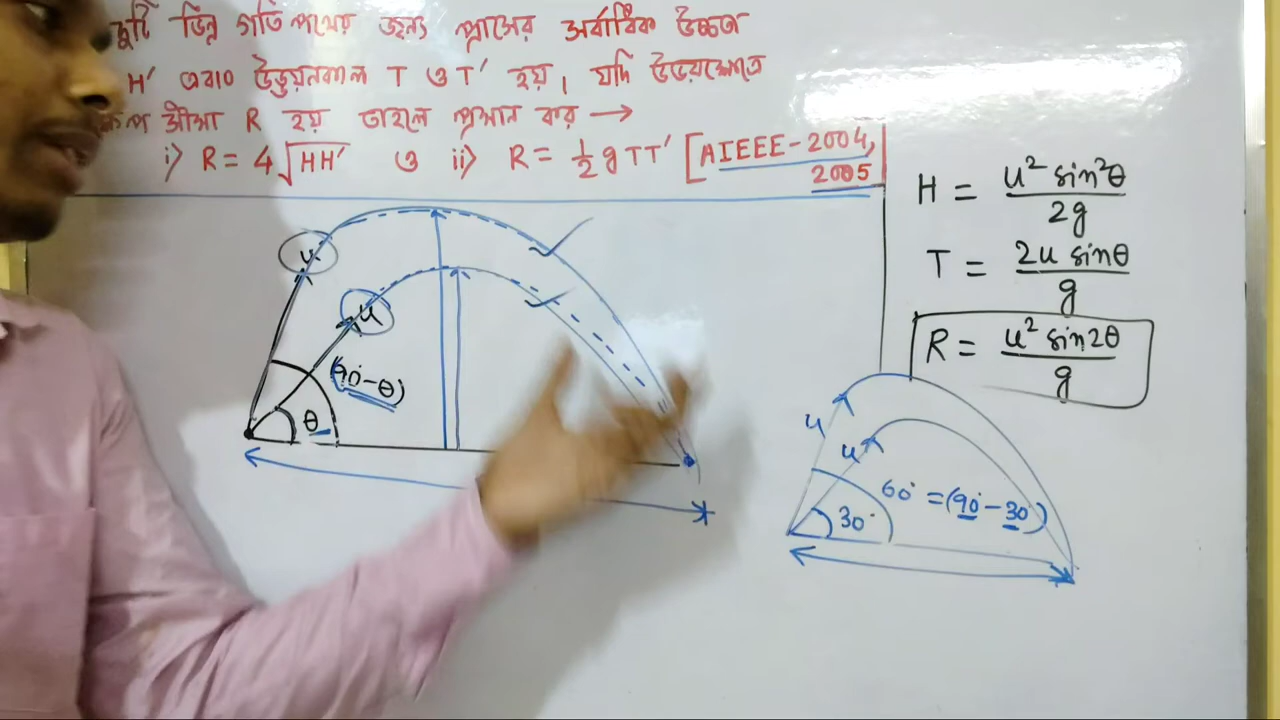 দুটি ভিন্ন গতি পথের জন্য প্রাসের সর্বাধিক উচ্চতা
H' এবং উড্ডয়নকাল T ও T' হয়, যদি উভয়ক্ষেত্রে
সীমা R হয় তাহলে প্রমান কর →
i) R = 4√HH' ও ii) R = 1/2 g TT' [AIEEE-2004,
2005]
H = u² sin²θ / 2g
T = 2u sinθ / g
R = u² sin2θ / g
u
u
(90°-θ)
θ
u
u
60° = (90° - 30)
30°